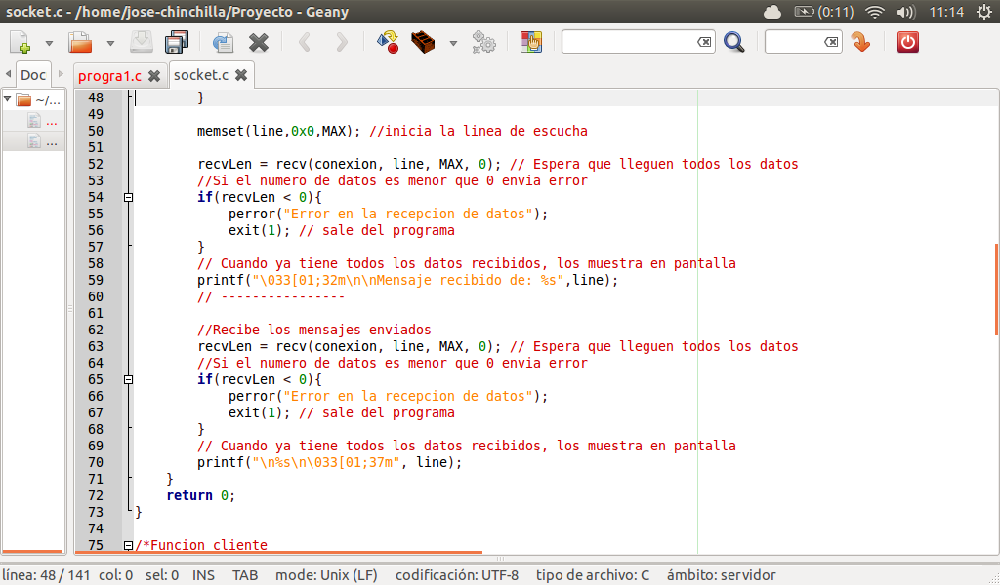 socket.c - /home/jose-chinchilla/Proyecto - Geany
(0:11)
11:14
Doc
progra1.c
socket.c
~/...
...
...
48 }
49
50 memset(line,0x0,MAX); //inicia la linea de escucha
51
52 recvLen = recv(conexion, line, MAX, 0); // Espera que lleguen todos los datos
53 //Si el numero de datos es menor que 0 envia error
54 if(recvLen < 0){
55 perror("Error en la recepcion de datos");
56 exit(1); // sale del programa
57 }
58 // Cuando ya tiene todos los datos recibidos, los muestra en pantalla
59 printf("\033[01;32m\n\nMensaje recibido de: %s",line);
60 // ----------------
61
62 //Recibe los mensajes enviados
63 recvLen = recv(conexion, line, MAX, 0); // Espera que lleguen todos los datos
64 //Si el numero de datos es menor que 0 envia error
65 if(recvLen < 0){
66 perror("Error en la recepcion de datos");
67 exit(1); // sale del programa
68 }
69 // Cuando ya tiene todos los datos recibidos, los muestra en pantalla
70 printf("\n%s\n\033[01;37m", line);
71 }
72 return 0;
73 }
74
75 /*Funcion cliente
línea: 48 / 141 col: 0 sel: 0 INS TAB mode: Unix (LF) codificación: UTF-8 tipo de archivo: C ámbito: servidor